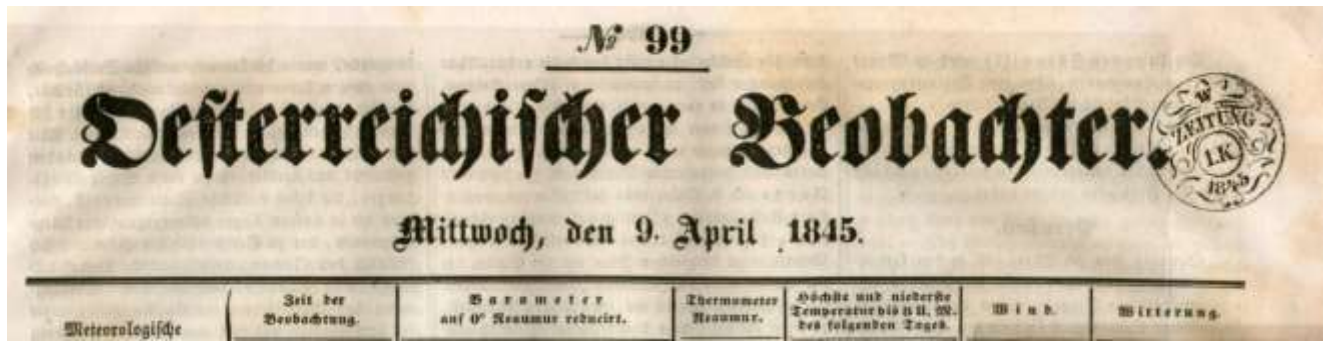 № 99
Oesterreichischer Beobachter.
W
ZEITUNG
1.K
1845
Mittwoch, den 9. April 1845.
Meteorologische
Zeit der
Beobachtung.
Barometer
auf 0° Reaumur reducirt.
Thermometer
Reaumur.
Höchste und niederste
Temperatur bis 8 U. M.
des folgenden Tages.
Wind.
Witterung.